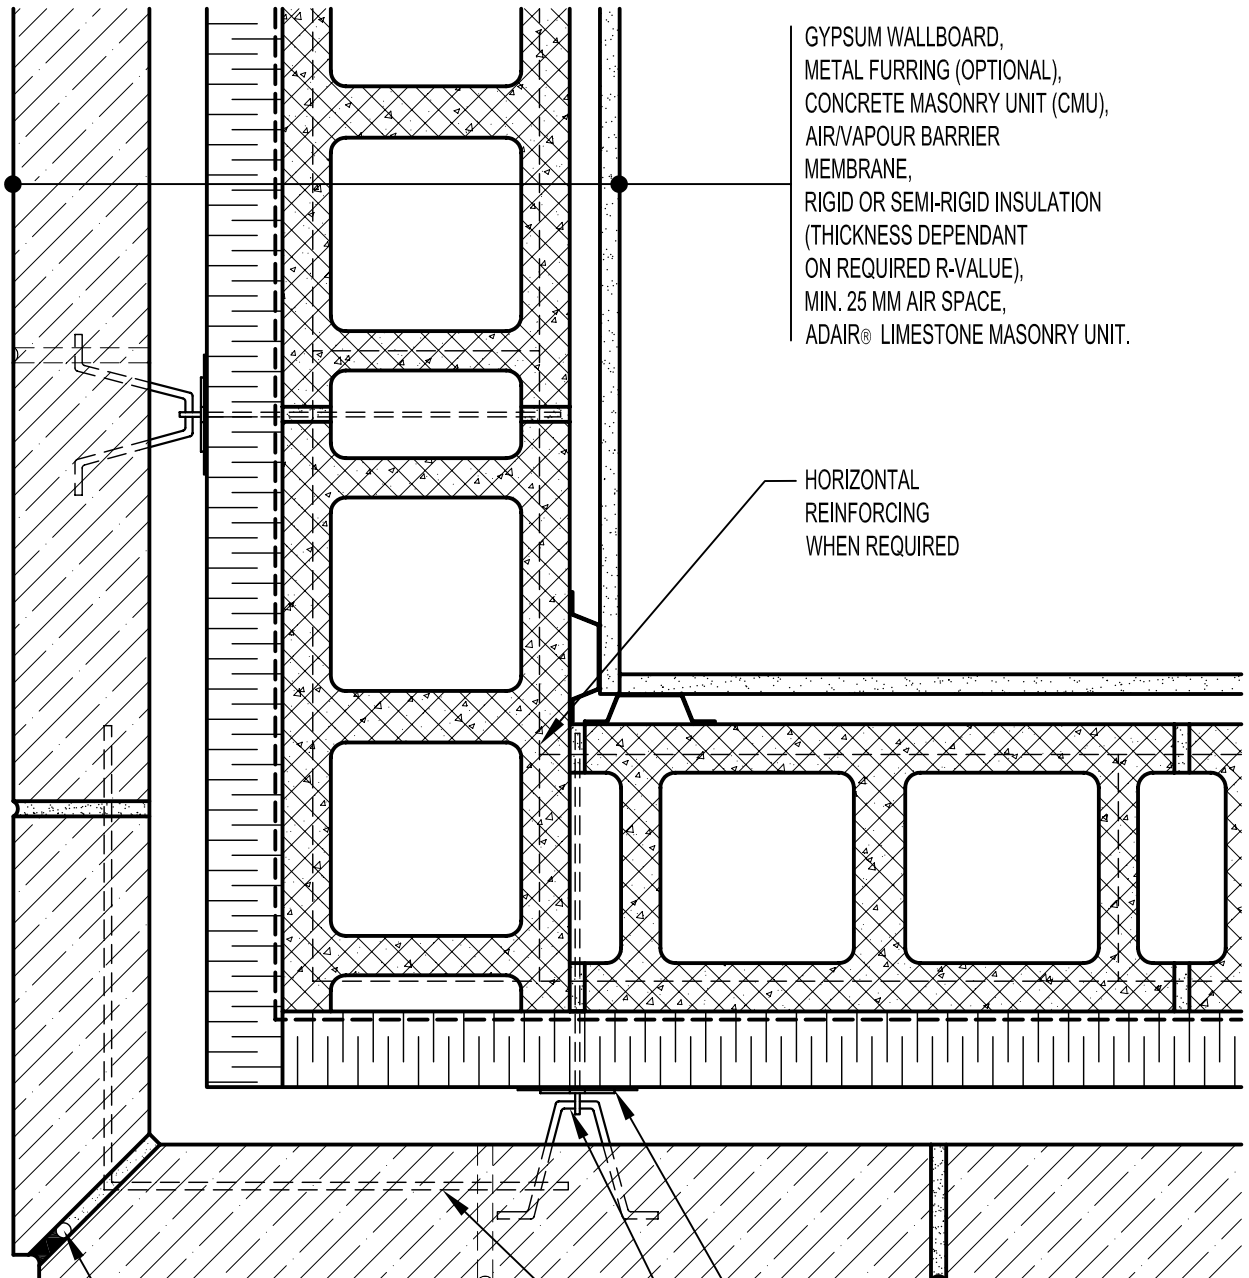 GYPSUM WALLBOARD,
METAL FURRING (OPTIONAL),
CONCRETE MASONRY UNIT (CMU),
AIR/VAPOUR BARRIER
MEMBRANE,
RIGID OR SEMI-RIGID INSULATION
(THICKNESS DEPENDANT
ON REQUIRED R-VALUE),
MIN. 25 MM AIR SPACE,
ADAIR® LIMESTONE MASONRY UNIT.
HORIZONTAL
REINFORCING
WHEN REQUIRED